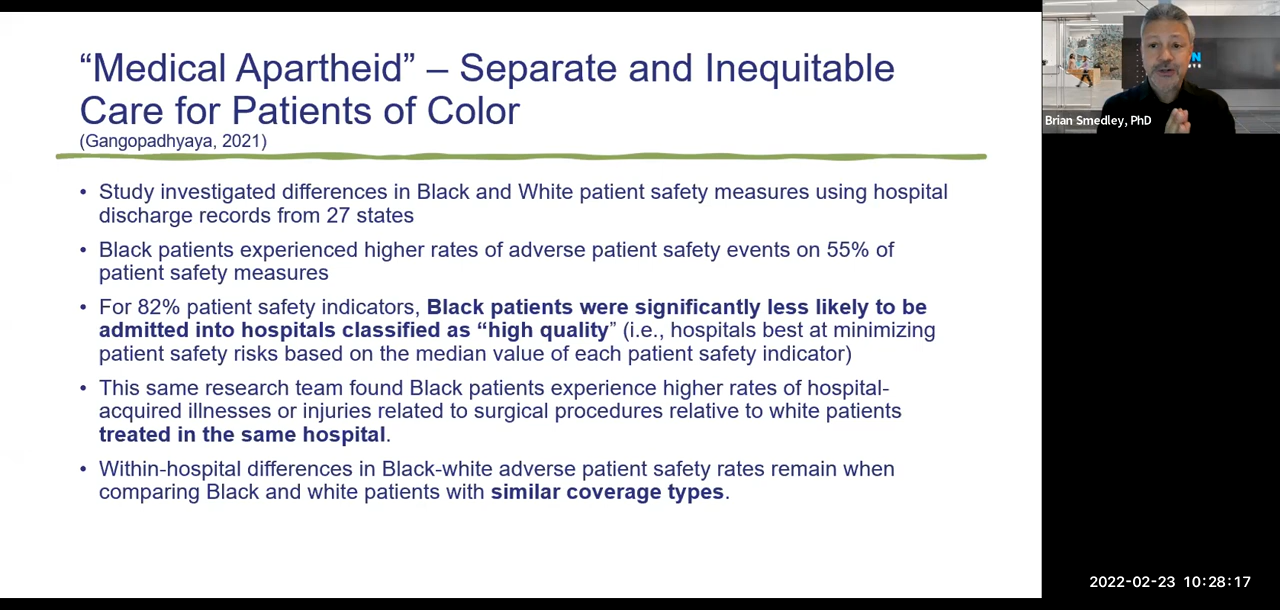 “Medical Apartheid” – Separate and Inequitable
Care for Patients of Color
(Gangopadhyaya, 2021)
• Study investigated differences in Black and White patient safety measures using hospital
discharge records from 27 states
• Black patients experienced higher rates of adverse patient safety events on 55% of
patient safety measures
• For 82% patient safety indicators, Black patients were significantly less likely to be
admitted into hospitals classified as “high quality” (i.e., hospitals best at minimizing
patient safety risks based on the median value of each patient safety indicator)
• This same research team found Black patients experience higher rates of hospital-
acquired illnesses or injuries related to surgical procedures relative to white patients
treated in the same hospital.
• Within-hospital differences in Black-white adverse patient safety rates remain when
comparing Black and white patients with similar coverage types.
Brian Smedley, PhD
2022-02-23 10:28:17